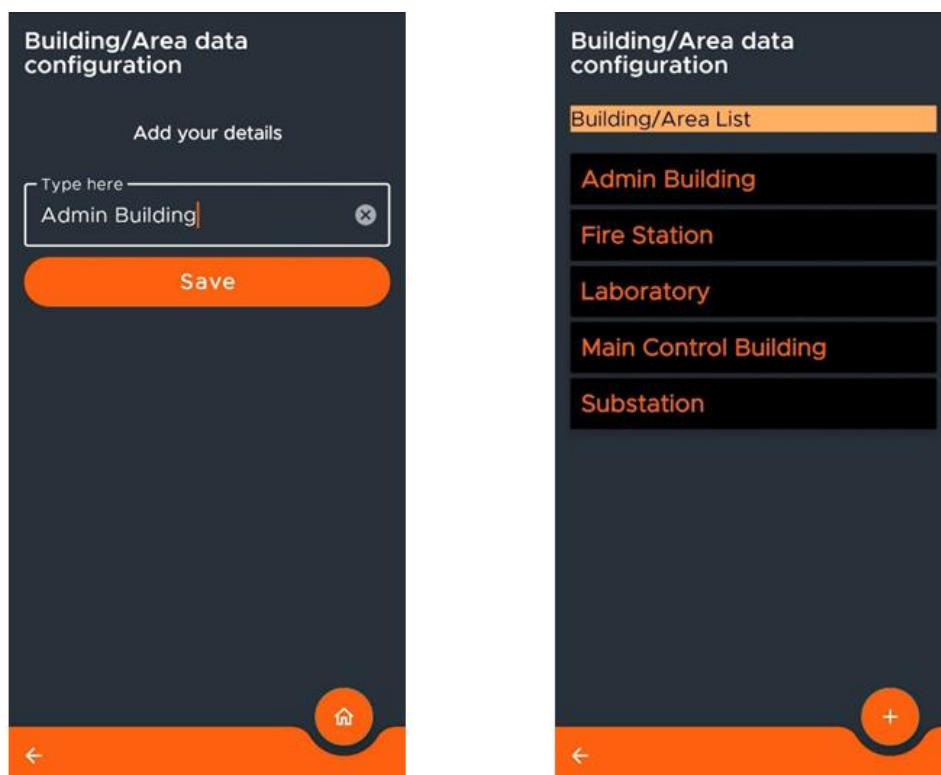 Building/Area data
configuration
Add your details
Type here
Admin Building
Save
Building/Area data
configuration
Building/Area List
Admin Building
Fire Station
Laboratory
Main Control Building
Substation